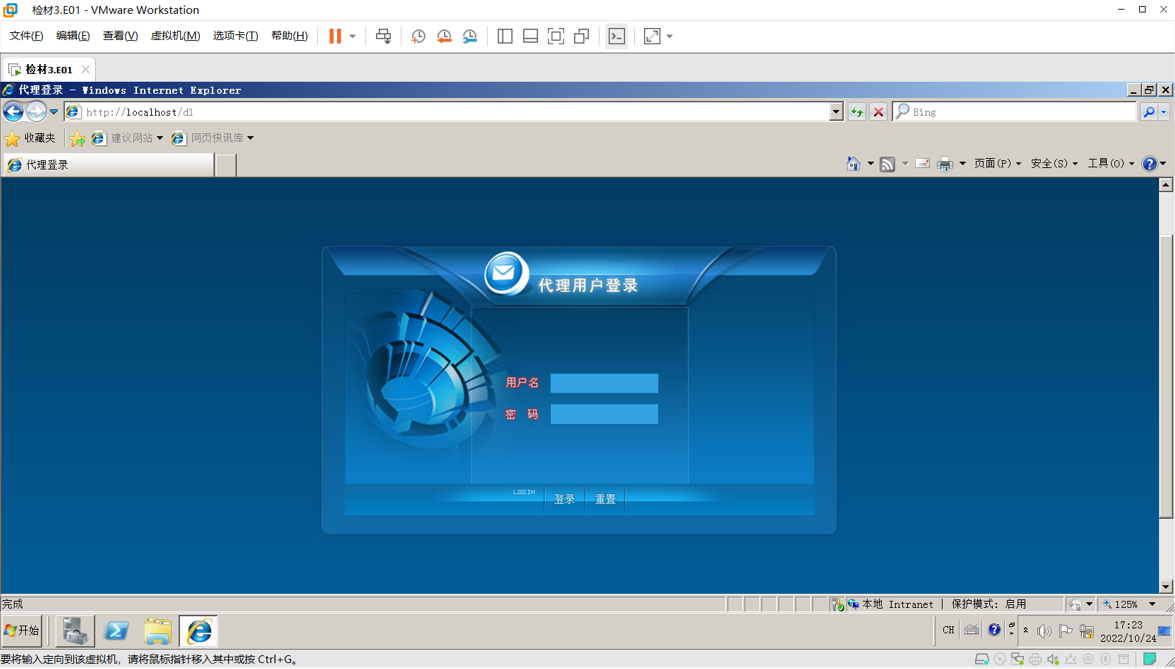 检材3.E01 - VMware Workstation
文件(F) 编辑(E) 查看(V) 虚拟机(M) 选项卡(T) 帮助(H)
检材3.E01
代理登录 - Windows Internet Explorer
http://localhost/dl
Bing
收藏夹 建议网站 网页快讯库
代理登录
页面(P) 安全(S) 工具(O)
代理用户登录
用户名
密 码
LOGIN 登录 重置
完成
本地 Intranet | 保护模式: 启用
125%
开始
CH
17:23
2022/10/24
要将输入定向到该虚拟机，请将鼠标指针移入其中或按 Ctrl+G。